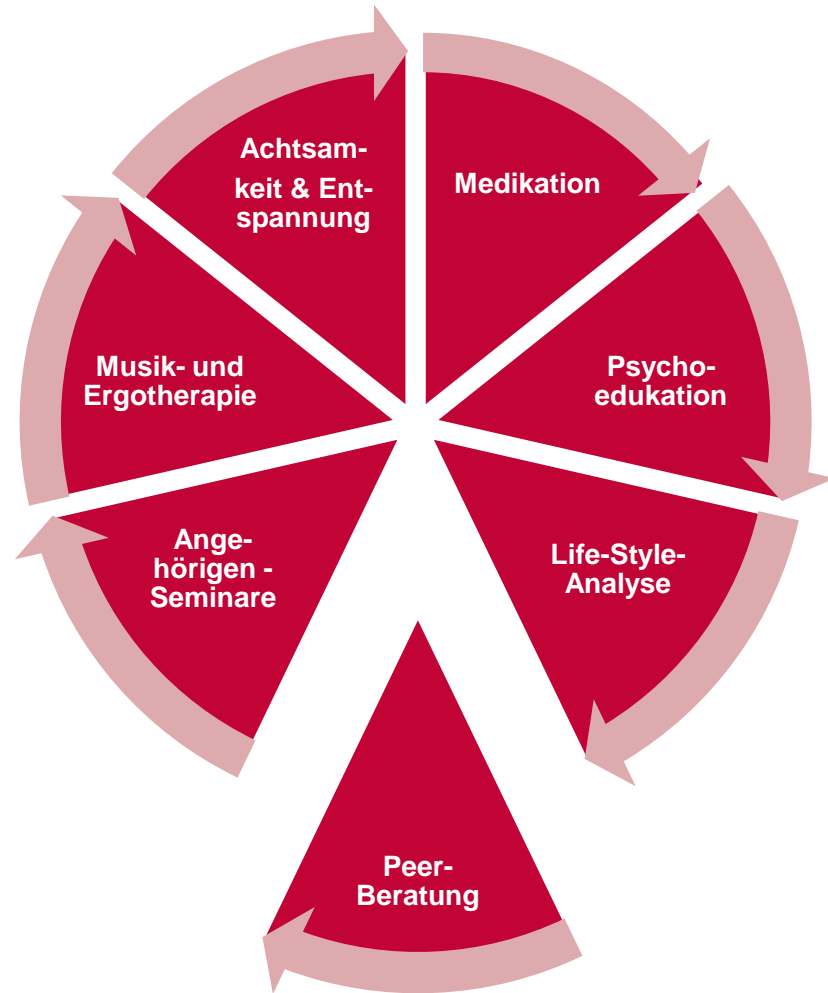 Achtsam-
keit & Ent-
spannung
Medikation
Musik- und
Ergotherapie
Psycho-
edukation
Ange-
hörigen -
Seminare
Life-Style-
Analyse
Peer-
Beratung